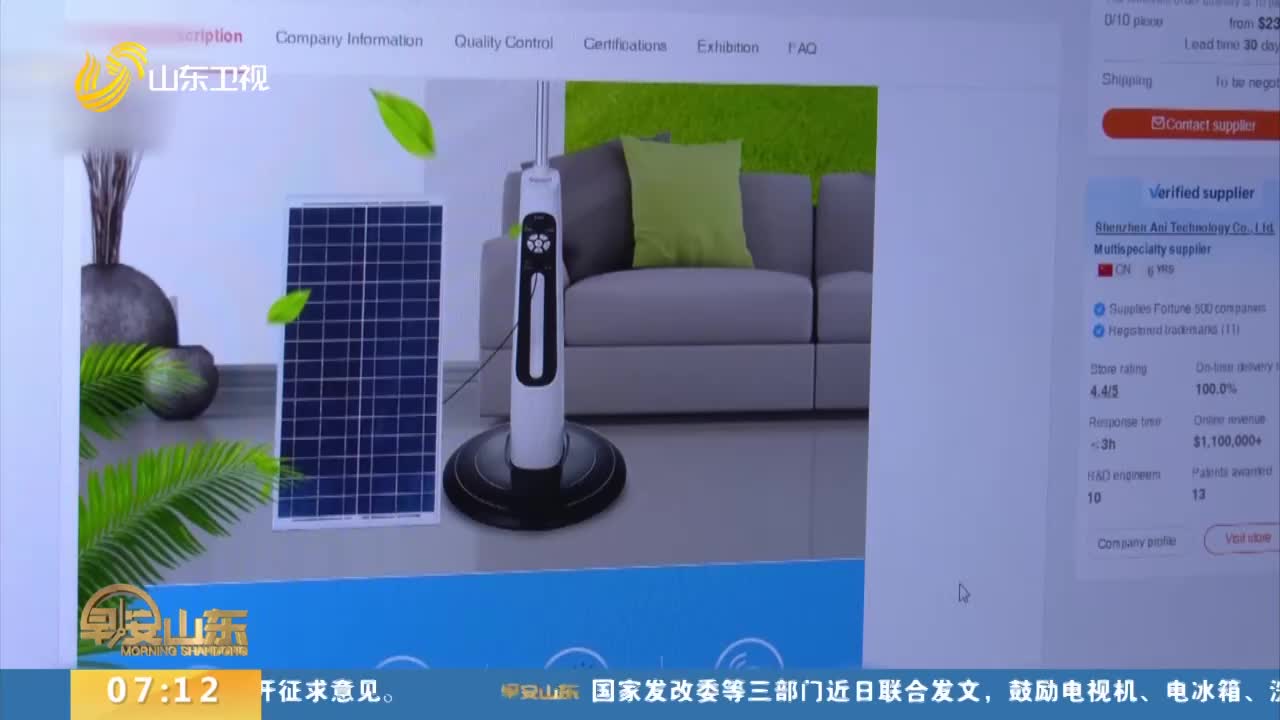 scription
Company Information
Quality Control
Certifications
Exhibition
FAQ
山东卫视
from $23
Lead time 30 day
Shipping
To be negot
Contact supplier
Verified supplier
Shenzhen Ani Technology Co., Ltd.
Multispecialty supplier
CN 6 YRS
Supplies Fortune 500 companies
Registered trademarks (11)
Store rating
On-time delivery
4.4/5
100.0%
Response time
Online revenue
<3h
$1,100,000+
R&D engineers
Patents awarded
10
13
Company profile
Visit store
早安山东
MORNING SHANDONG
07:12
开征求意见。
早安山东
国家发改委等三部门近日联合发文，鼓励电视机、电冰箱、洗